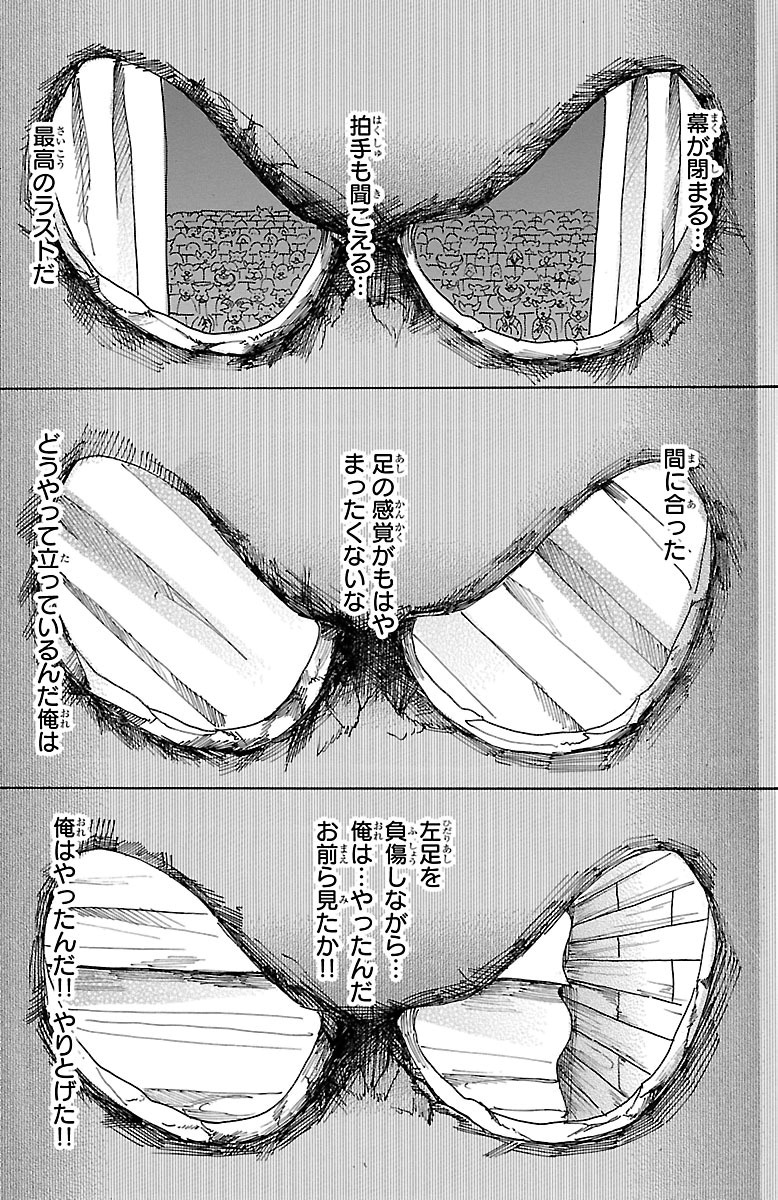 幕が閉まる…
拍手も聞こえる…
最高のラストだ
間に合った
足の感覚がもはや
まったくないな
どうやって立っているんだ俺は
左足を
負傷しながら…
俺は…やったんだ
お前ら見たか!!
俺はやったんだ!!やりとげた!!